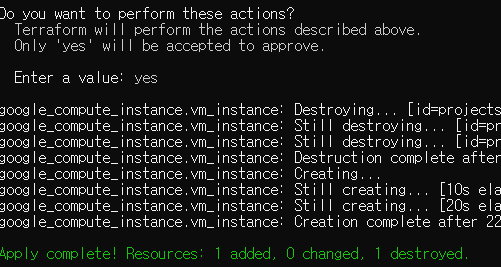 Do you want to perform these actions?
Terraform will perform the actions described above.
Only 'yes' will be accepted to approve.
Enter a value: yes
google_compute_instance.vm_instance: Destroying... [id=projects
google_compute_instance.vm_instance: Still destroying... [id=pr
google_compute_instance.vm_instance: Still destroying... [id=pr
google_compute_instance.vm_instance: Destruction complete after
google_compute_instance.vm_instance: Creating...
google_compute_instance.vm_instance: Still creating... [10s ela
google_compute_instance.vm_instance: Still creating... [20s ela
google_compute_instance.vm_instance: Creation complete after 22
Apply complete! Resources: 1 added, 0 changed, 1 destroyed.